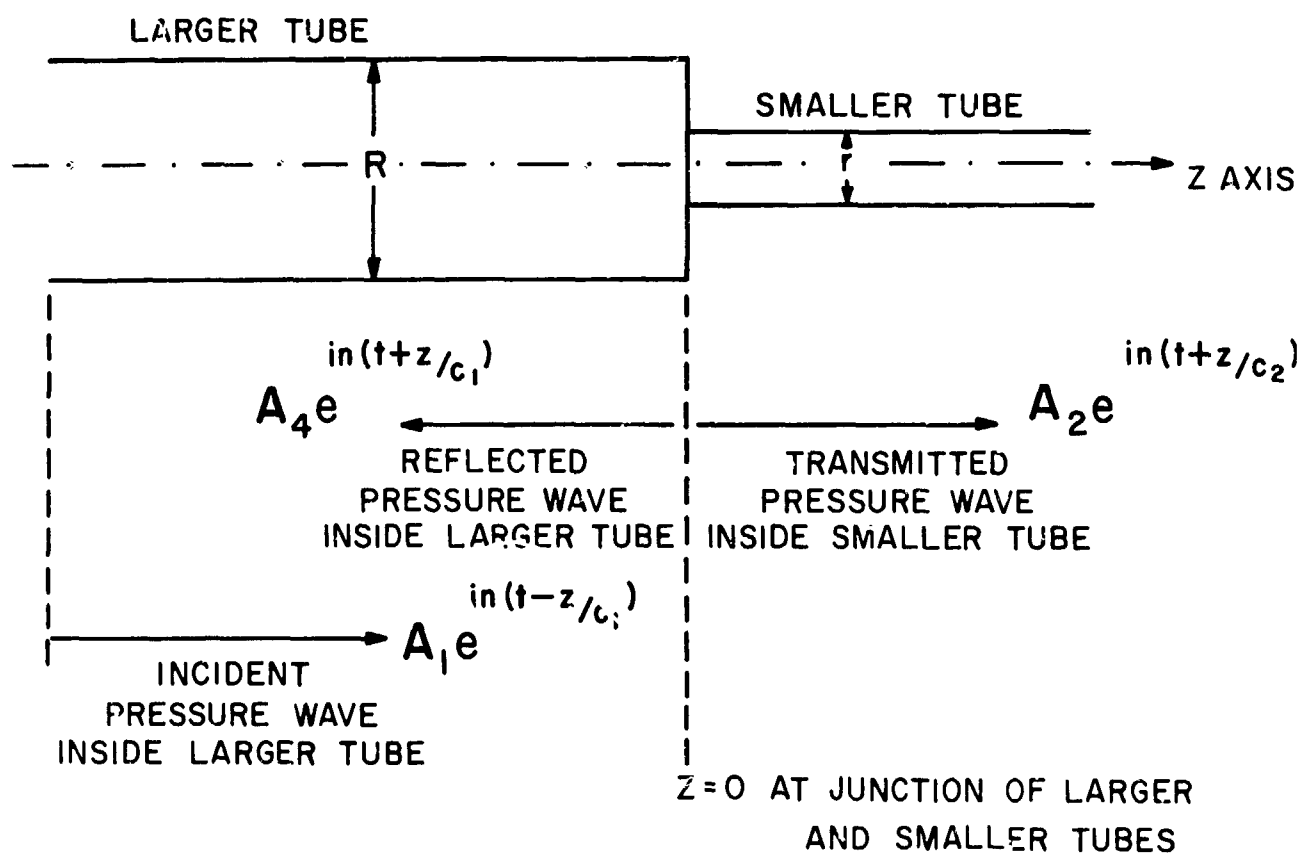 LARGER TUBE
SMALLER TUBE
R
r
Z AXIS
A₄e^in(t+z/c₁)
A₂e^in(t+z/c₂)
REFLECTED
PRESSURE WAVE
INSIDE LARGER TUBE
TRANSMITTED
PRESSURE WAVE
INSIDE SMALLER TUBE
A₁e^in(t−z/c₁)
INCIDENT
PRESSURE WAVE
INSIDE LARGER TUBE
Z=0 AT JUNCTION OF LARGER
AND SMALLER TUBES